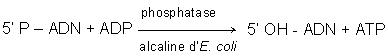 phosphatase
5' P – ADN + ADP
5' OH - ADN + ATP
alcaline d'E. coli